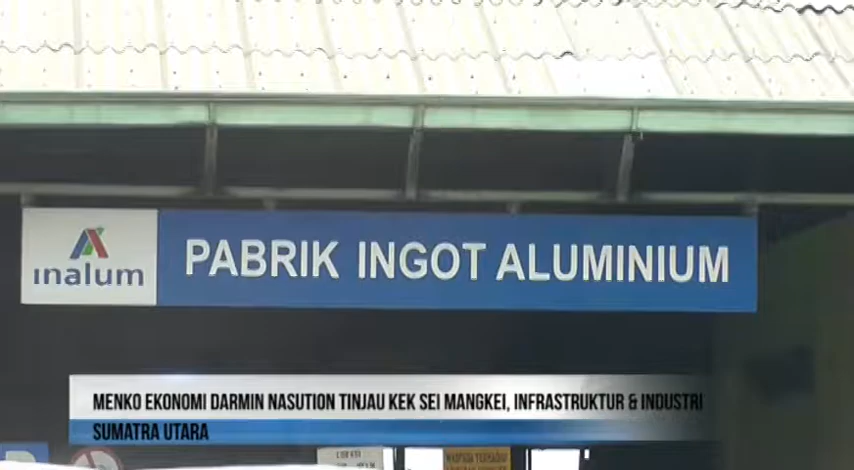 inalum
PABRIK INGOT ALUMINIUM
MENKO EKONOMI DARMIN NASUTION TINJAU KEK SEI MANGKEI, INFRASTRUKTUR & INDUSTRI
SUMATRA UTARA